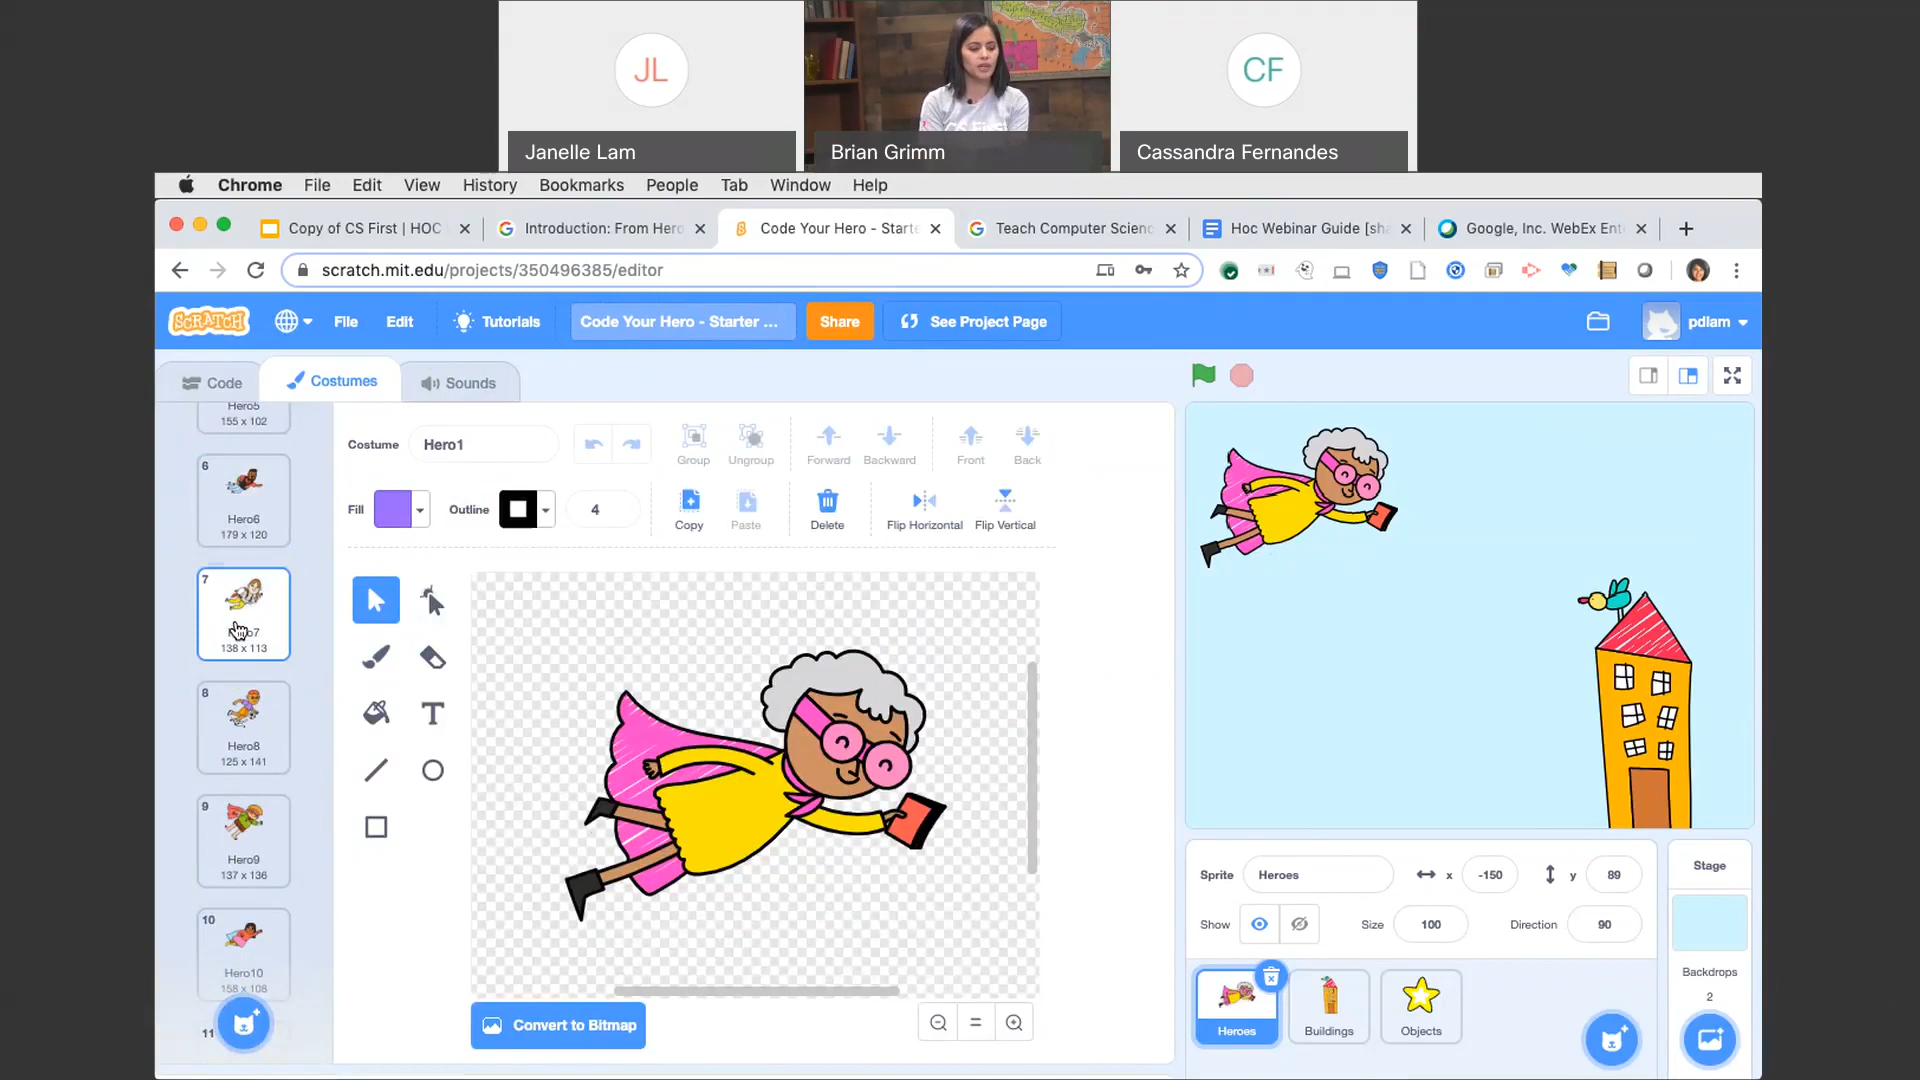 JL
CF
Janelle Lam
Brian Grimm
Cassandra Fernandes
Chrome File Edit View History Bookmarks People Tab Window Help
Copy of CS First | HOC
Introduction: From Hero
Code Your Hero - Starte
Teach Computer Scienc
Hoc Webinar Guide [sha
Google, Inc. WebEx Ente
scratch.mit.edu/projects/350496385/editor
SCRATCH
File
Edit
Tutorials
Code Your Hero - Starter ...
Share
See Project Page
pdlam
Code
Costumes
Sounds
Hero5
155 x 102
6
Hero6
179 x 120
7
138 x 113
8
Hero8
125 x 141
9
Hero9
137 x 136
10
Hero10
158 x 108
11
Costume
Hero1
Group
Ungroup
Forward
Backward
Front
Back
Fill
Outline
4
Copy
Paste
Delete
Flip Horizontal
Flip Vertical
Convert to Bitmap
Sprite
Heroes
x
-150
y
89
Show
Size
100
Direction
90
Heroes
Buildings
Objects
Stage
Backdrops
2